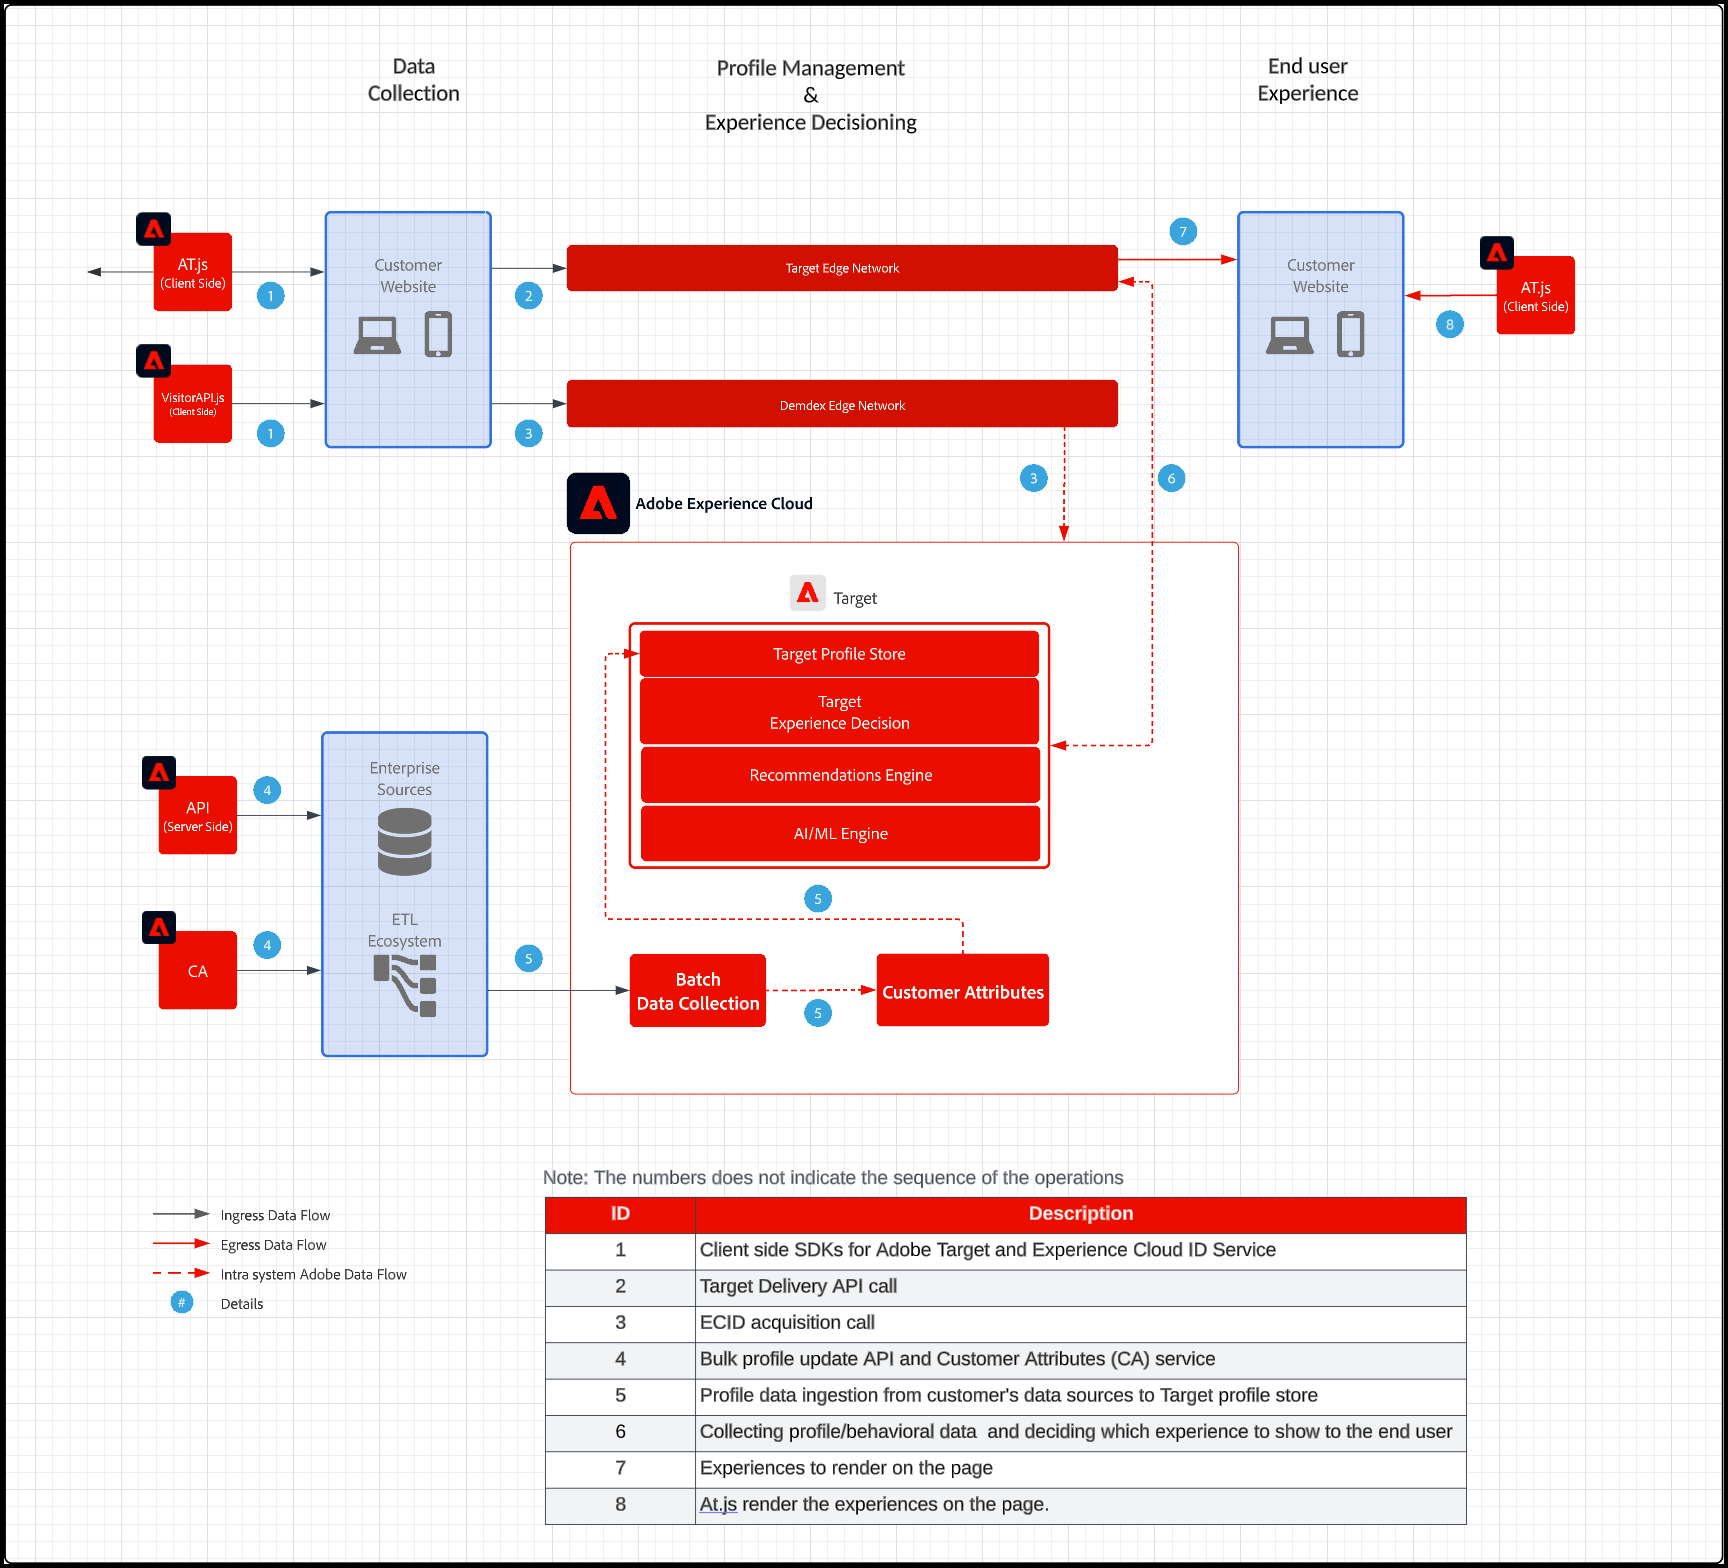 Data
Collection
Profile Management
&
Experience Decisioning
End user
Experience
AT.js
(Client Side)
1
Customer
Website
2
Target Edge Network
7
Customer
Website
AT.js
(Client Side)
8
VisitorAPI.js
(Client Side)
1
3
Demdex Edge Network
3
6
Adobe Experience Cloud
Target
Target Profile Store
Target
Experience Decision
Recommendations Engine
AI/ML Engine
API
(Server Side)
4
Enterprise
Sources
CA
4
ETL
Ecosystem
5
5
Batch
Data Collection
5
Customer Attributes
Ingress Data Flow
Egress Data Flow
Intra system Adobe Data Flow
# Details
Note: The numbers does not indicate the sequence of the operations
ID Description
1 Client side SDKs for Adobe Target and Experience Cloud ID Service
2 Target Delivery API call
3 ECID acquisition call
4 Bulk profile update API and Customer Attributes (CA) service
5 Profile data ingestion from customer's data sources to Target profile store
6 Collecting profile/behavioral data  and deciding which experience to show to the end user
7 Experiences to render on the page
8 At.js render the experiences on the page.